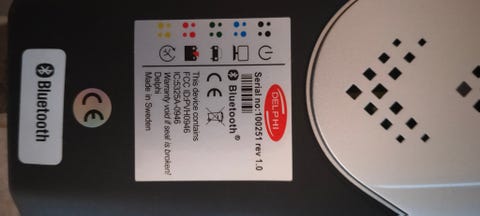 DELPHI
Serial no:100251 rev 1.0
Bluetooth®
CE
This device contains
FCC ID:PVH0946
IC:5325A-0946
Warranty void if seal is broken!
Delphi
Made in Sweden
CE
Bluetooth